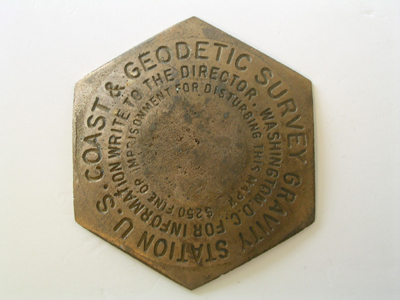 U.S. COAST & GEODETIC SURVEY GRAVITY STATION
FOR INFORMATION WRITE TO THE DIRECTOR, WASHINGTON, D.C.
$250 FINE OR IMPRISONMENT FOR DISTURBING THIS MARK